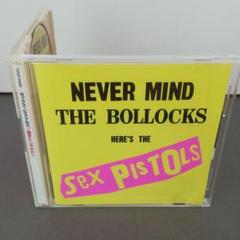 NEVER MIND
THE BOLLOCKS
HERE'S THE
Sex PisTOLs